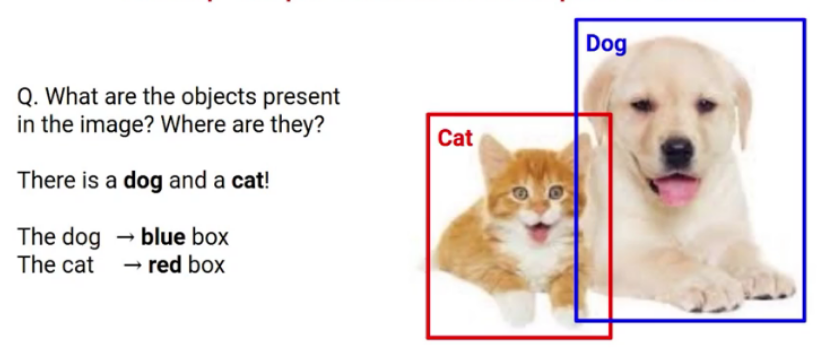 Q. What are the objects present
in the image? Where are they?
There is a dog and a cat!
The dog → blue box
The cat → red box
Dog
Cat